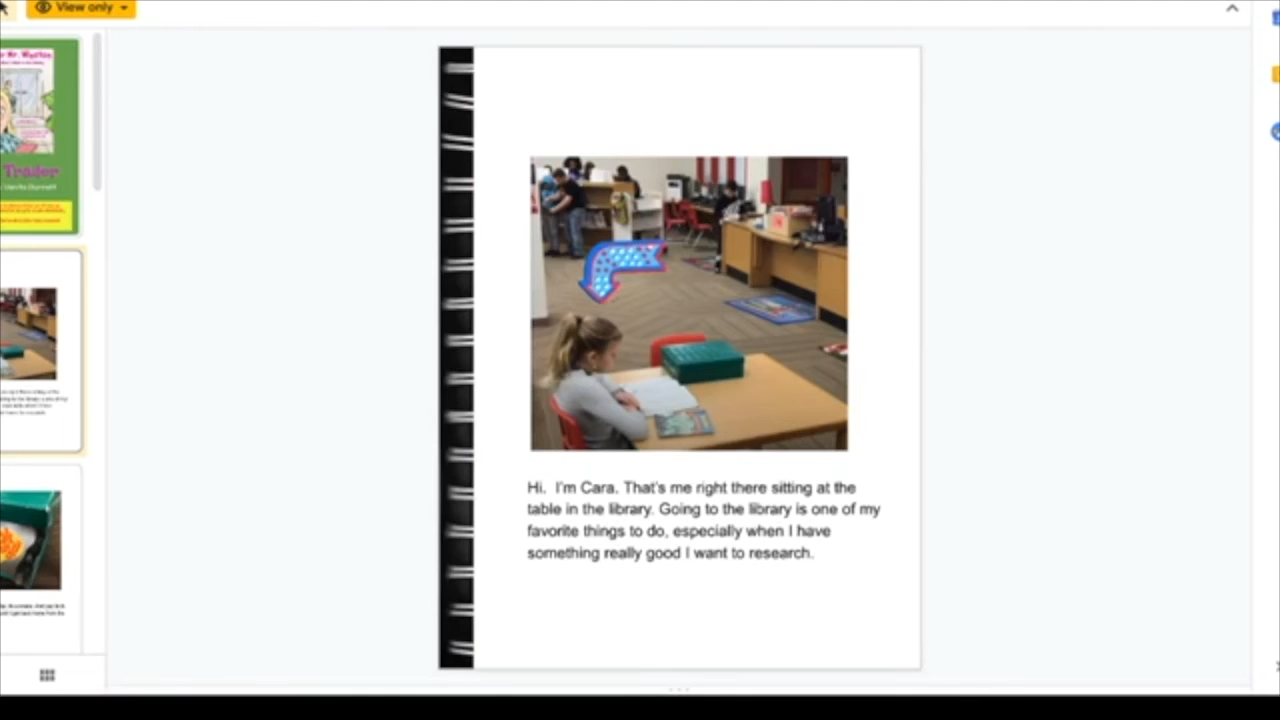 View only
Trailer
Hi. I'm Cara. That's me right there sitting at the
table in the library. Going to the library is one of my
favorite things to do, especially when I have
something really good I want to research.